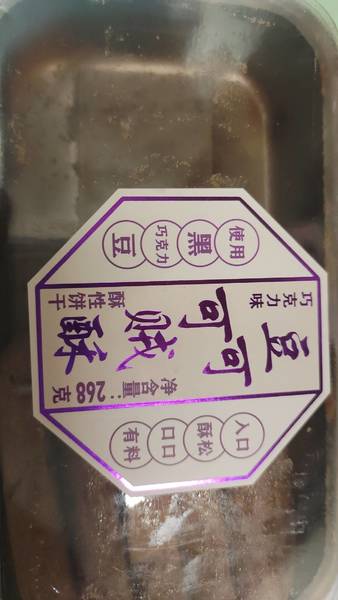 入口酥松口口有料
净含量:268克
豆可可贼酥
巧克力味
酥性饼干
使用黑巧克力豆